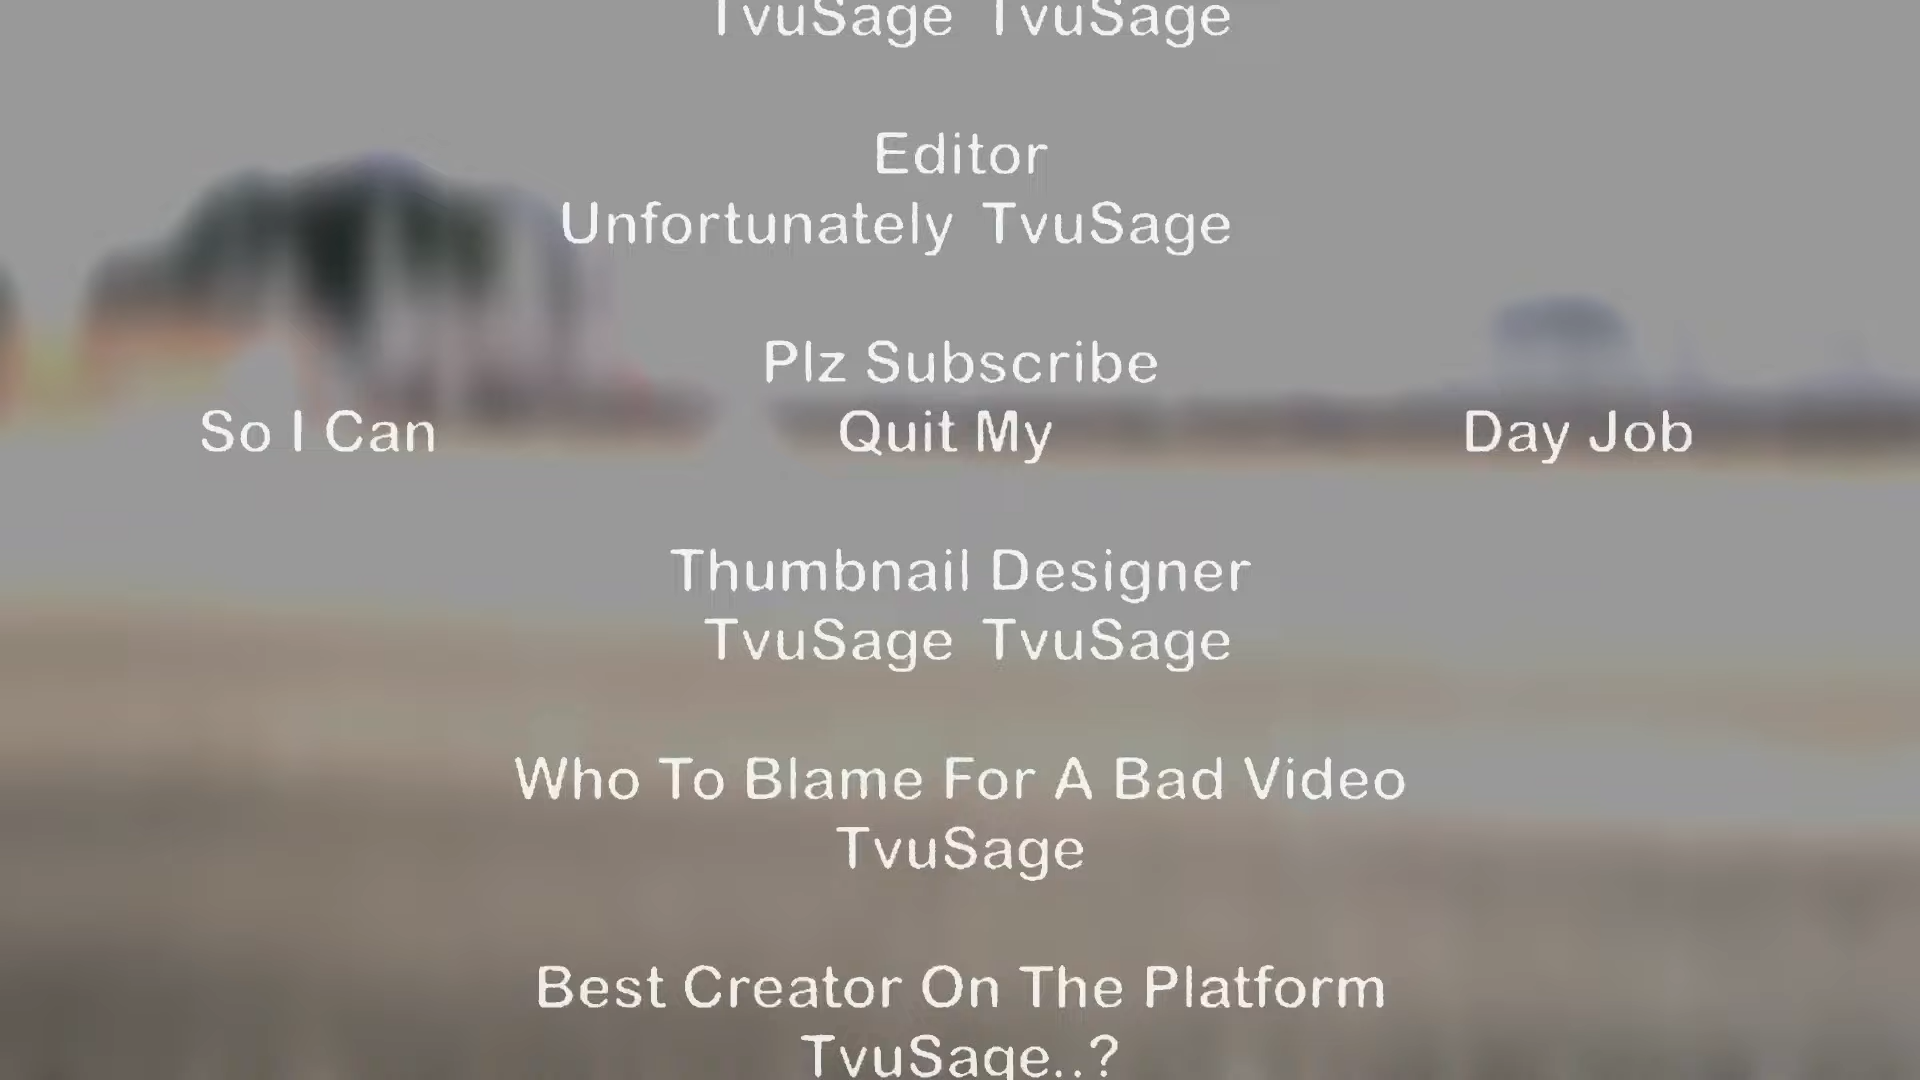 TvuSage TvuSage
Editor
Unfortunately TvuSage
Plz Subscribe
So I Can Quit My Day Job
Thumbnail Designer
TvuSage TvuSage
Who To Blame For A Bad Video
TvuSage
Best Creator On The Platform
TvuSage..?